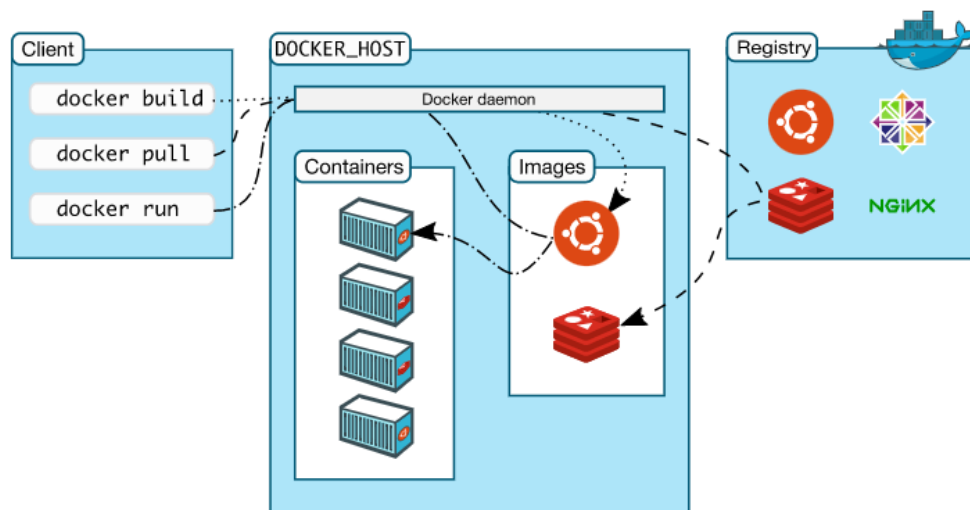 Client
docker build
docker pull
docker run
DOCKER_HOST
Docker daemon
Containers
Images
Registry
NGiNX